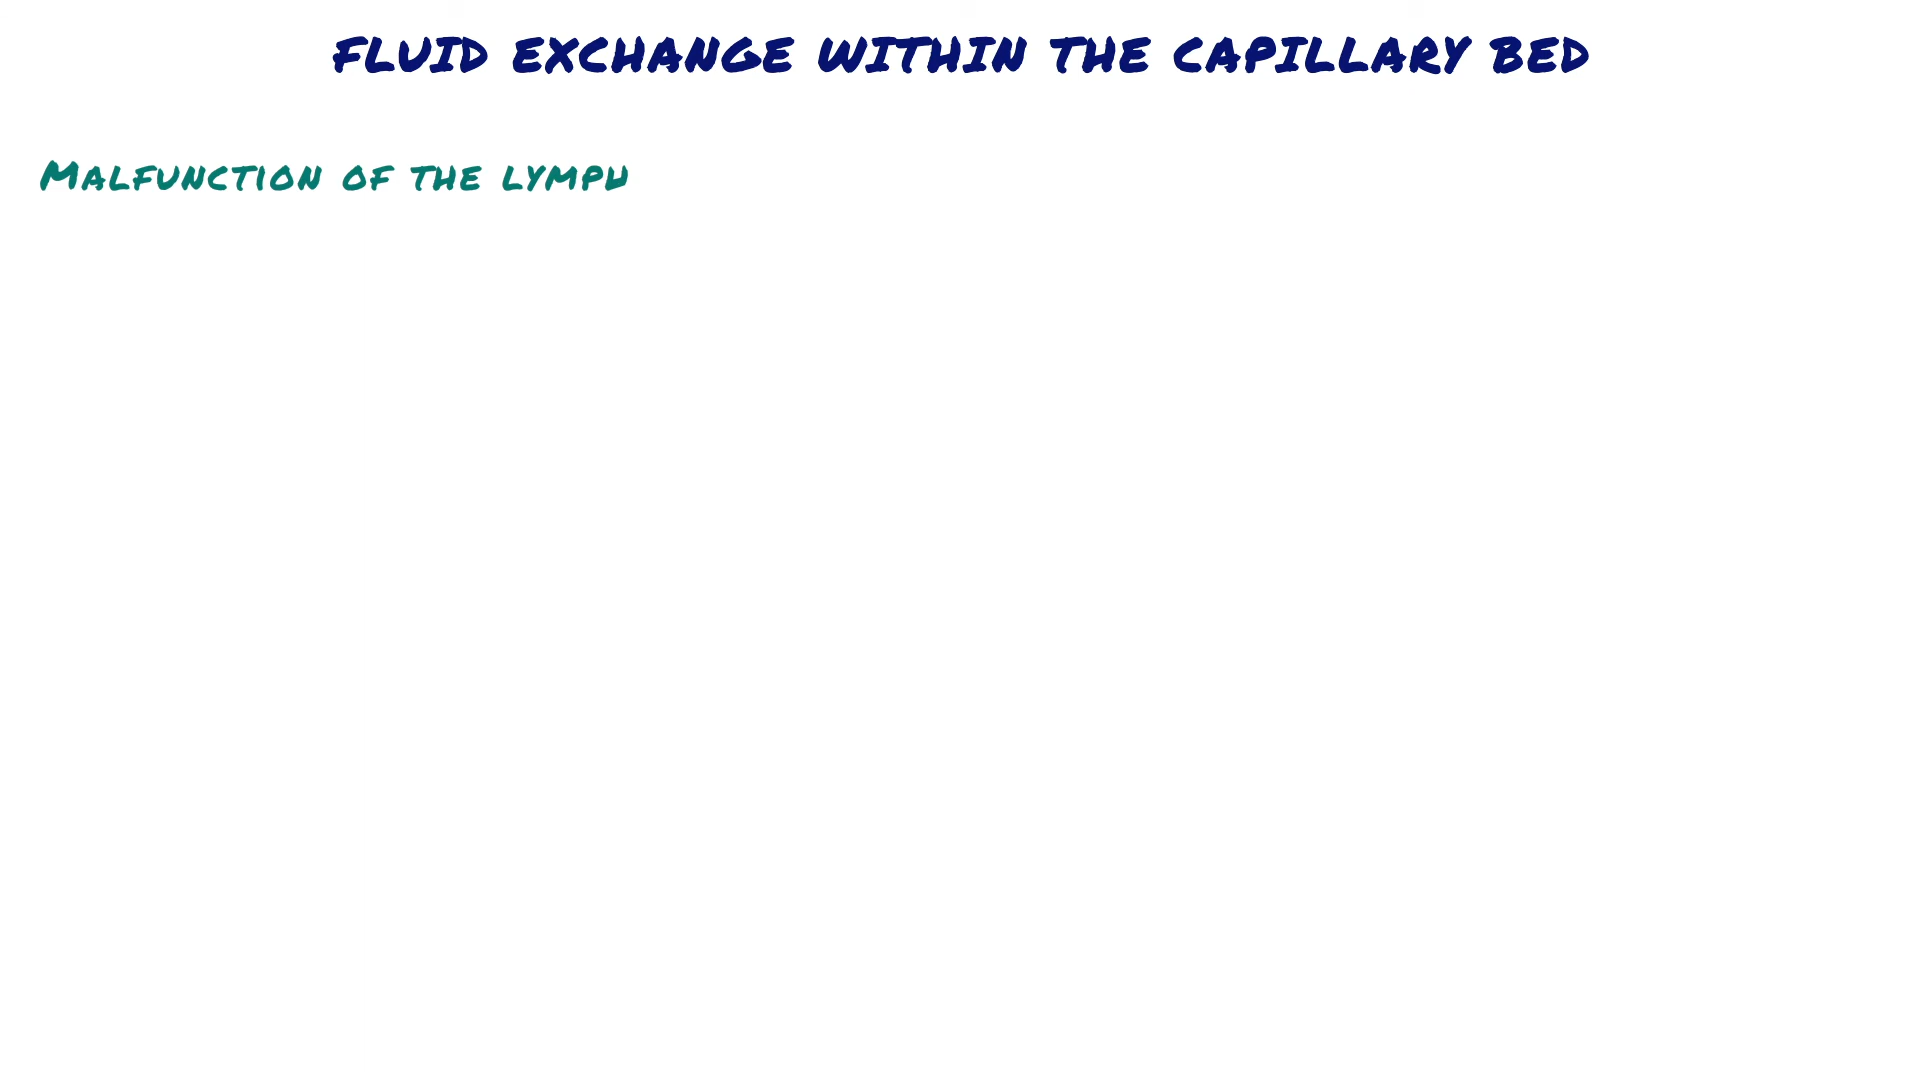 FLUID EXCHANGE WITHIN THE CAPILLARY BED
MALFUNCTION OF THE LYMPH